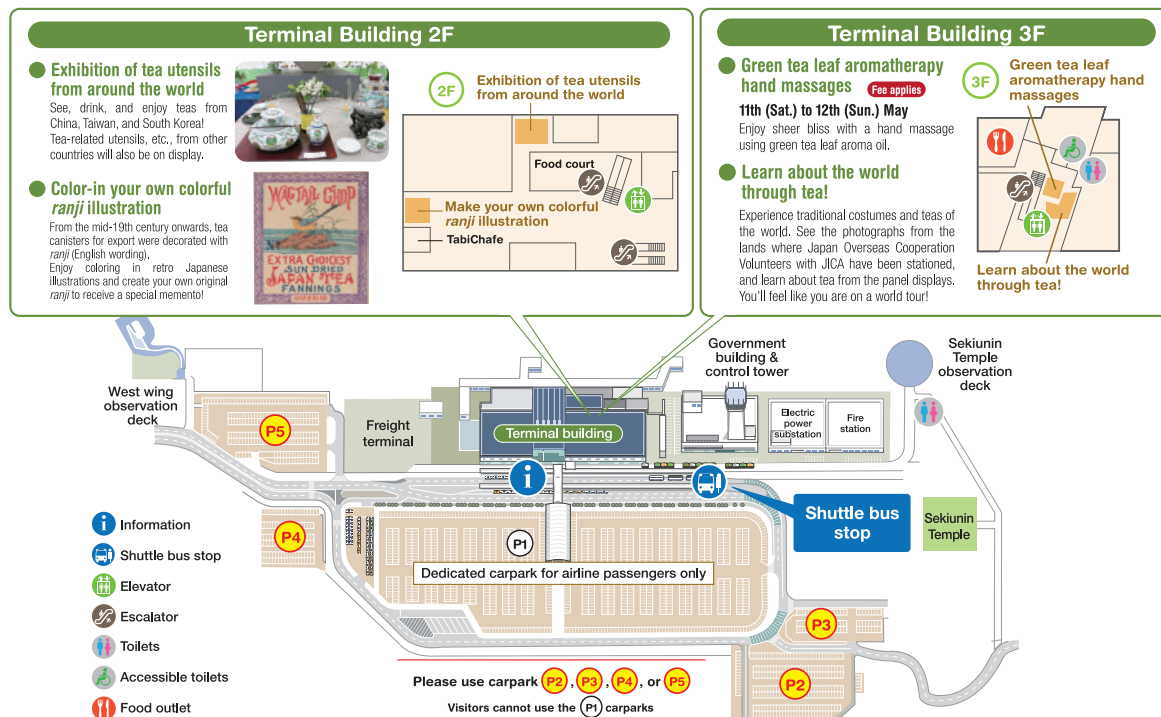 Terminal Building 2F
Exhibition of tea utensils
from around the world
See, drink, and enjoy teas from
China, Taiwan, and South Korea!
Tea-related utensils, etc., from other
countries will also be on display.
Color-in your own colorful
ranji illustration
From the mid-19th century onwards, tea
canisters for export were decorated with
ranji (English wording).
Enjoy coloring in retro Japanese
illustrations and create your own original
ranji to receive a special memento!
WAGTAIL CHOP
EXTRA CHOICEST
SUN DRIED
JAPAN TEA
FANNINGS
2F
Exhibition of tea utensils
from around the world
Food court
Make your own colorful
ranji illustration
TabiChafe
Terminal Building 3F
Green tea leaf aromatherapy
hand massages
Fee applies
11th (Sat.) to 12th (Sun.) May
Enjoy sheer bliss with a hand massage
using green tea leaf aroma oil.
Learn about the world
through tea!
Experience traditional costumes and teas of
the world. See the photographs from the
lands where Japan Overseas Cooperation
Volunteers with JICA have been stationed,
and learn about tea from the panel displays.
You'll feel like you are on a world tour!
3F
Green tea leaf
aromatherapy hand
massages
Learn about the world
through tea!
West wing
observation
deck
P5
Freight
terminal
Terminal building
Government
building &
control tower
Electric
power
substation
Fire
station
Sekiunin
Temple
observation
deck
i
Shuttle bus
stop
Sekiunin
Temple
P4
P1
Dedicated carpark for airline passengers only
P3
P2
i Information
Shuttle bus stop
Elevator
Escalator
Toilets
Accessible toilets
Food outlet
Please use carpark P2, P3, P4, or P5
Visitors cannot use the P1 carparks